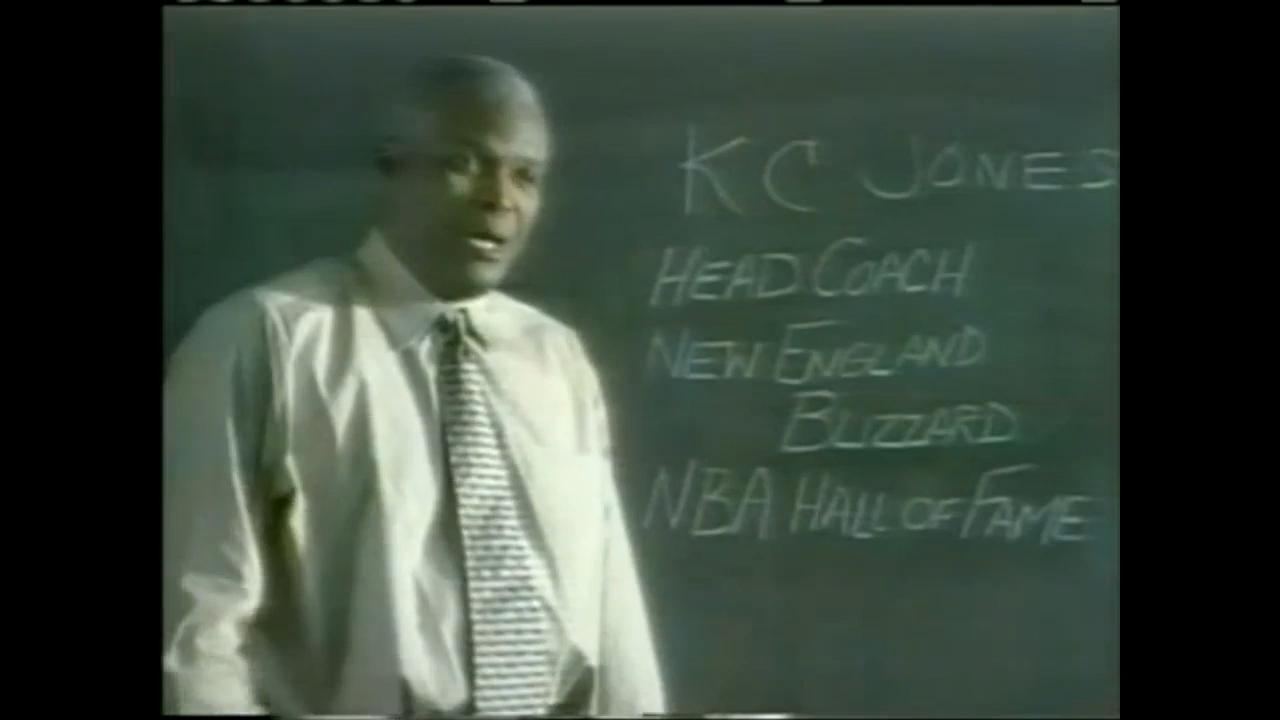 KC JONES
HEAD COACH
NEW ENGLAND
BLIZZARD
NBA HALL OF FAME